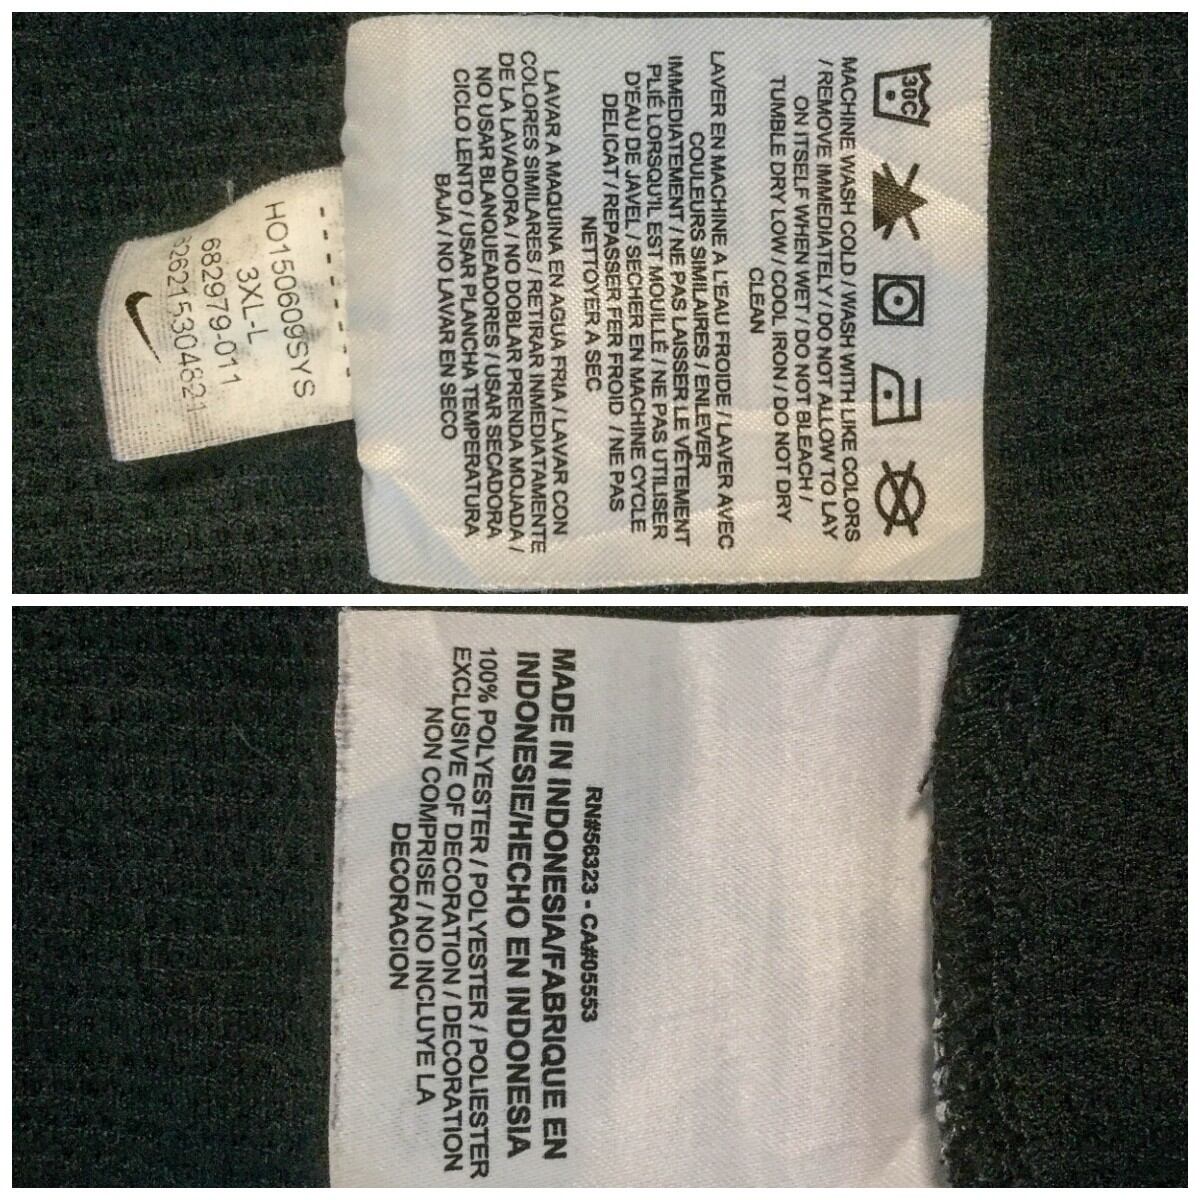 30C
MACHINE WASH COLD / WASH WITH LIKE COLORS
/ REMOVE IMMEDIATELY / DO NOT ALLOW TO LAY
ON ITSELF WHEN WET / DO NOT BLEACH /
TUMBLE DRY LOW / COOL IRON / DO NOT DRY
CLEAN
LAVER EN MACHINE A L'EAU FROIDE / LAVER AVEC
COULEURS SIMILAIRES / ENLEVER
IMMEDIATEMENT / NE PAS LAISSER LE VÊTEMENT
PLIÉ LORSQU'IL EST MOUILLÉ / NE PAS UTILISER
D'EAU DE JAVEL / SECHER EN MACHINE CYCLE
DELICAT / REPASSER FER FROID / NE PAS
NETTOYER A SEC
LAVAR A MAQUINA EN AGUA FRIA / LAVAR CON
COLORES SIMILARES / RETIRAR INMEDIATAMENTE
DE LA LAVADORA / NO DOBLAR PRENDA MOJADA /
NO USAR BLANQUEADORES / USAR SECADORA
CICLO LENTO / USAR PLANCHA TEMPERATURA
BAJA / NO LAVAR EN SECO
HO150609SYS
3XL-L
682979-011
RN#56323 - CA#05553
MADE IN INDONESIA/FABRIQUE EN
INDONESIE/HECHO EN INDONESIA
100% POLYESTER / POLYESTER / POLIESTER
EXCLUSIVE OF DECORATION / DECORATION
NON COMPRISE / NO INCLUYE LA
DECORACION